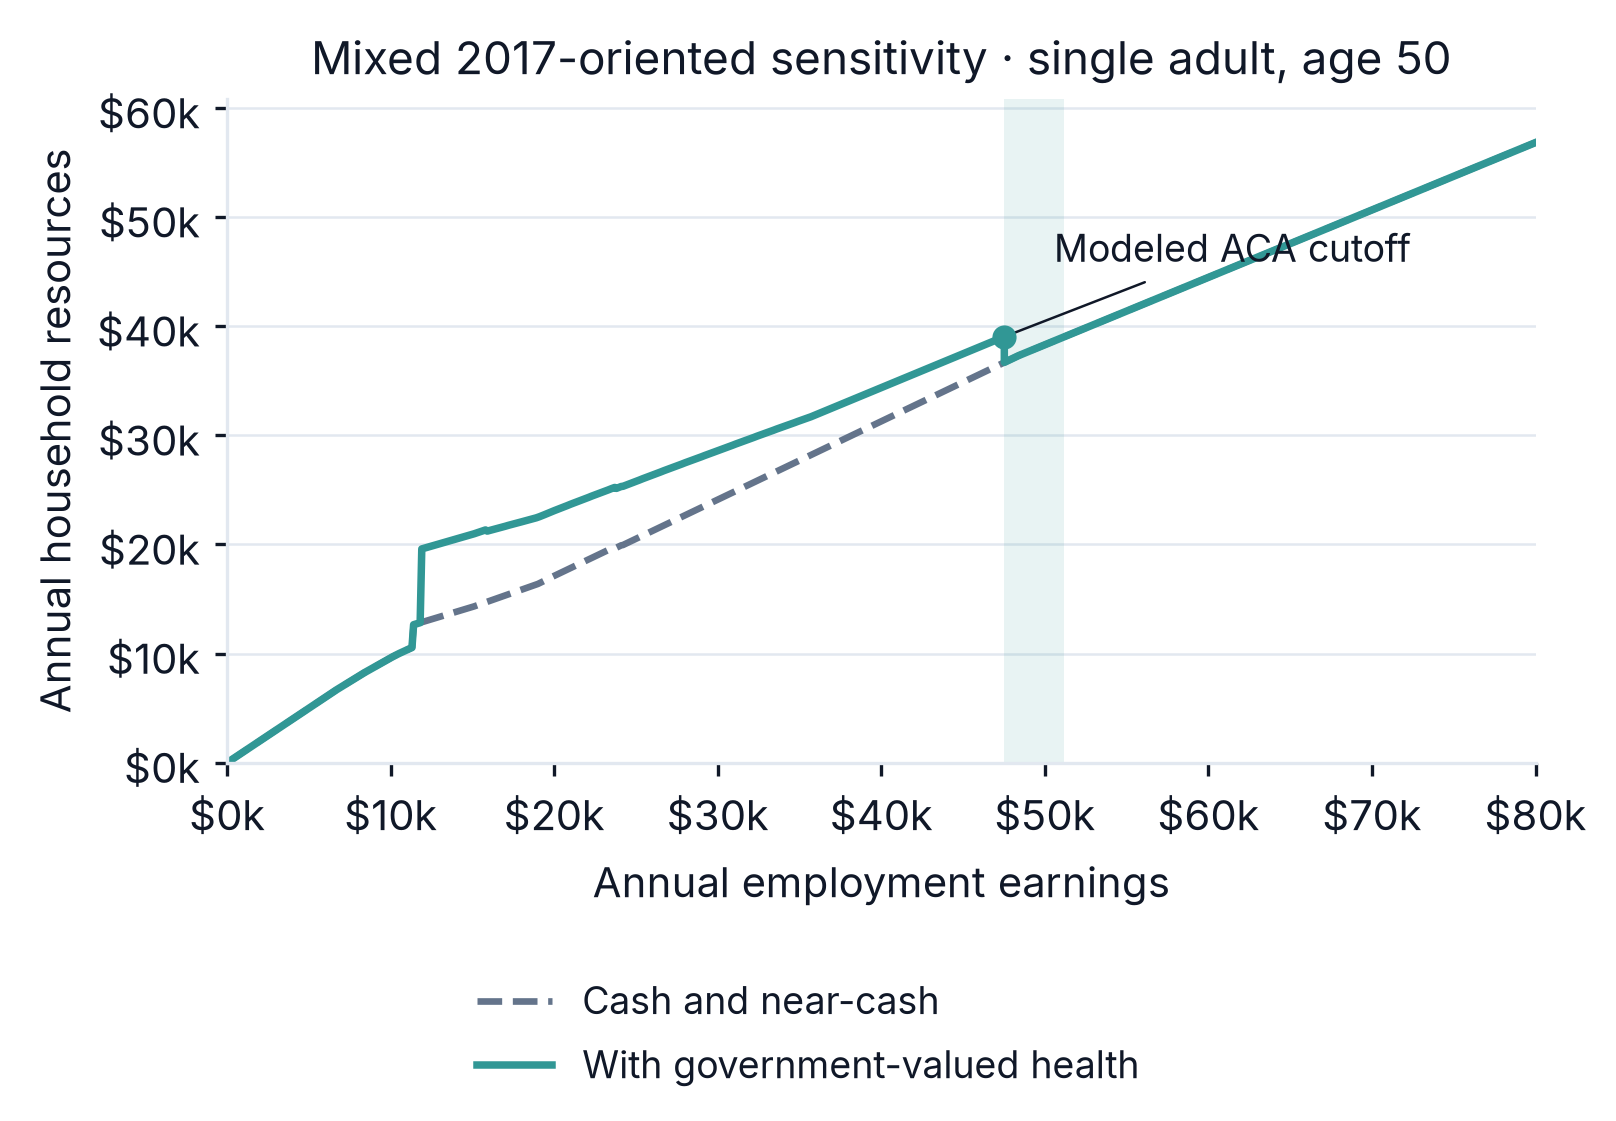 Mixed 2017-oriented sensitivity · single adult, age 50
Annual household resources
$60k
$50k
$40k
$30k
$20k
$10k
$0k
Modeled ACA cutoff
$0k $10k $20k $30k $40k $50k $60k $70k $80k
Annual employment earnings
Cash and near-cash
With government-valued health